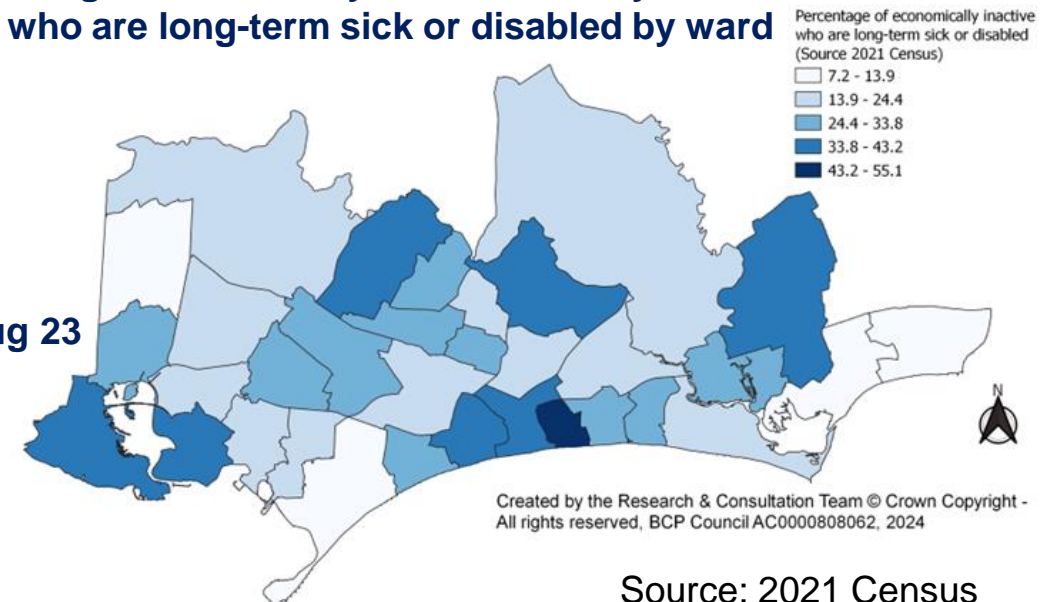 who are long-term sick or disabled by ward
Percentage of economically inactive
who are long-term sick or disabled
(Source 2021 Census)
7.2 - 13.9
13.9 - 24.4
24.4 - 33.8
33.8 - 43.2
43.2 - 55.1
23
N
Created by the Research & Consultation Team © Crown Copyright -
All rights reserved, BCP Council AC0000808062, 2024
Source: 2021 Census